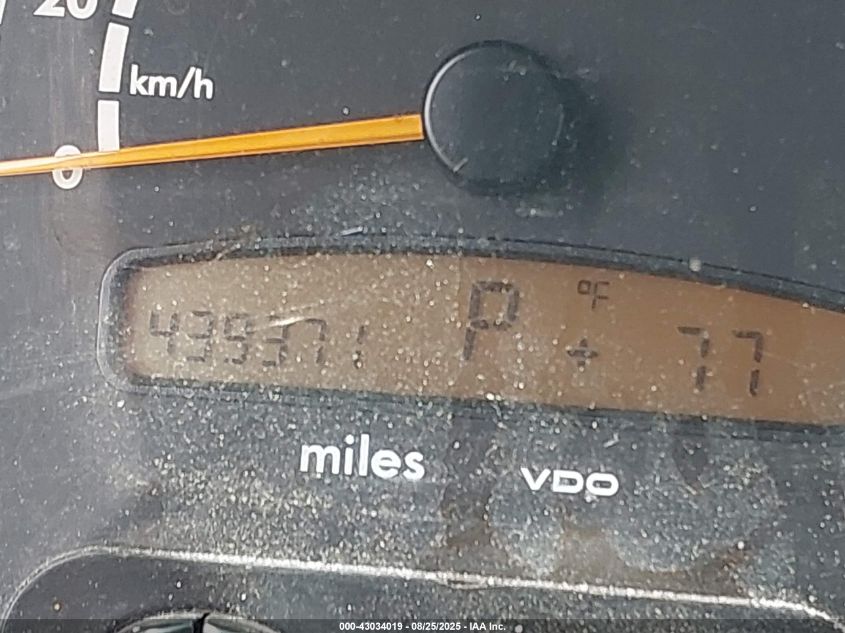 20
km/h
0
439371 P °F + 77
miles
VDO
000-43034019 - 08/25/2025 - IAA Inc.